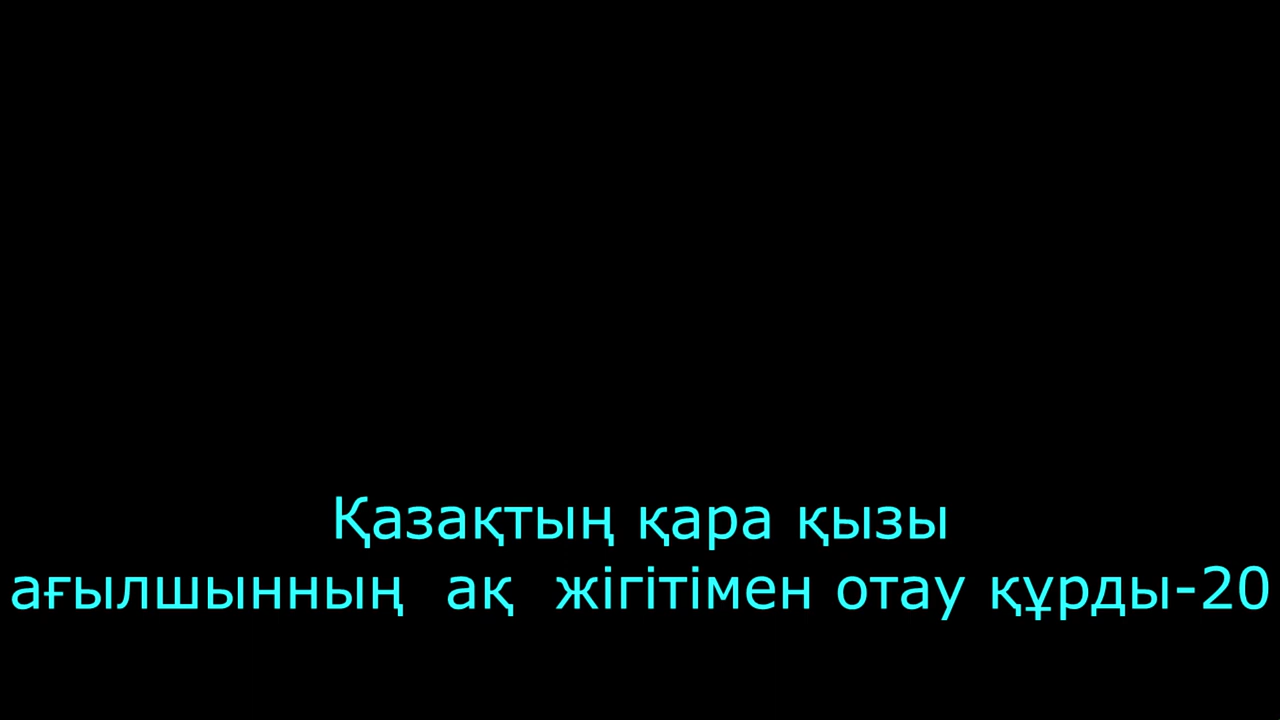 Қазақтың қара қызы
ағылшынның ақ жігітімен отау құрды-20